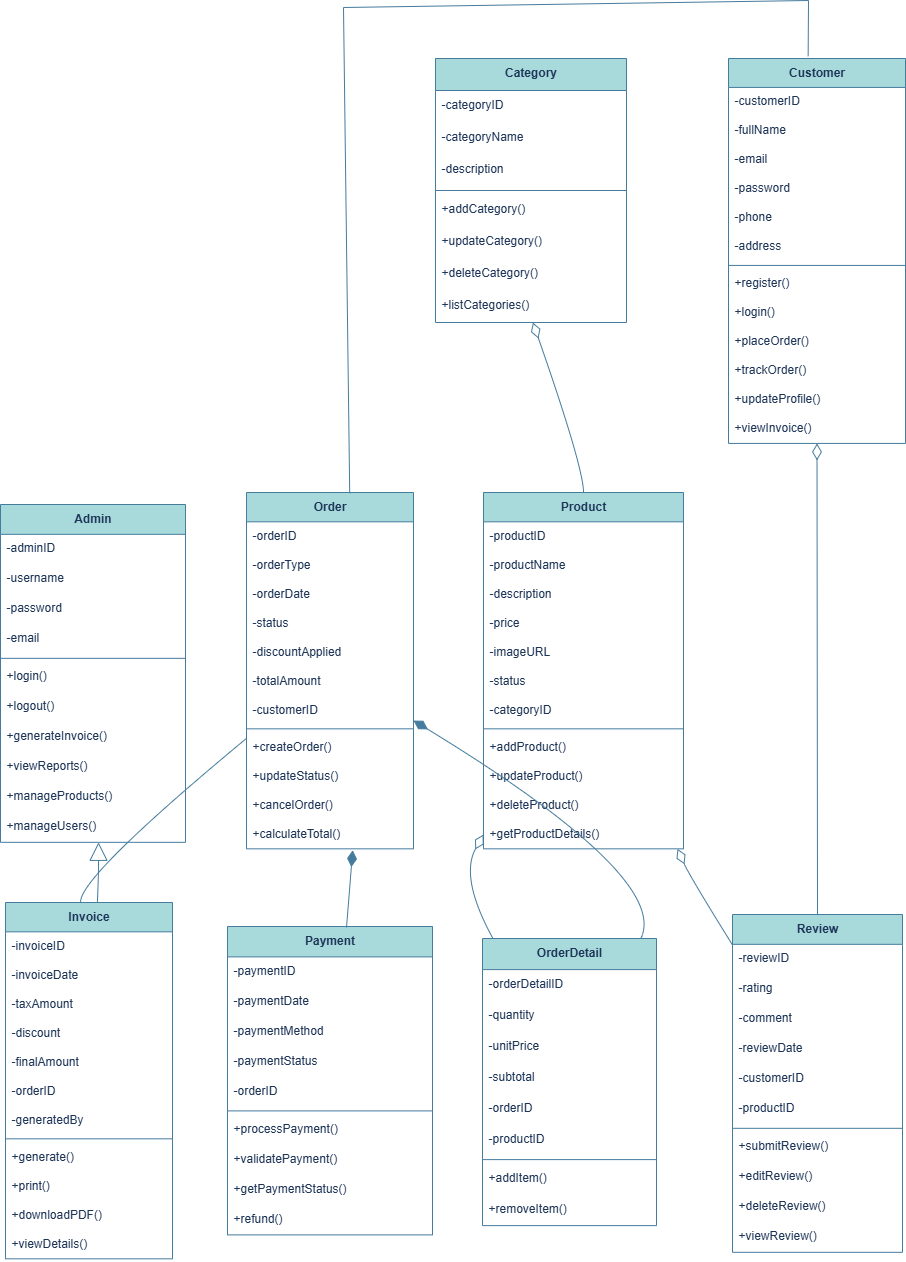 Category
-categoryID
-categoryName
-description
+addCategory()
+updateCategory()
+deleteCategory()
+listCategories()
Customer
-customerID
-fullName
-email
-password
-phone
-address
+register()
+login()
+placeOrder()
+trackOrder()
+updateProfile()
+viewInvoice()
Admin
-adminID
-username
-password
-email
+login()
+logout()
+generateInvoice()
+viewReports()
+manageProducts()
+manageUsers()
Order
-orderID
-orderType
-orderDate
-status
-discountApplied
-totalAmount
-customerID
+createOrder()
+updateStatus()
+cancelOrder()
+calculateTotal()
Product
-productID
-productName
-description
-price
-imageURL
-status
-categoryID
+addProduct()
+updateProduct()
+deleteProduct()
+getProductDetails()
Invoice
-invoiceID
-invoiceDate
-taxAmount
-discount
-finalAmount
-orderID
-generatedBy
+generate()
+print()
+downloadPDF()
+viewDetails()
Payment
-paymentID
-paymentDate
-paymentMethod
-paymentStatus
-orderID
+processPayment()
+validatePayment()
+getPaymentStatus()
+refund()
OrderDetail
-orderDetailID
-quantity
-unitPrice
-subtotal
-orderID
-productID
+addItem()
+removeItem()
Review
-reviewID
-rating
-comment
-reviewDate
-customerID
-productID
+submitReview()
+editReview()
+deleteReview()
+viewReview()